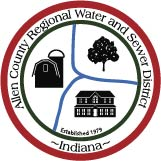 Allen County Regional Water and Sewer District
Established 1979
~Indiana~